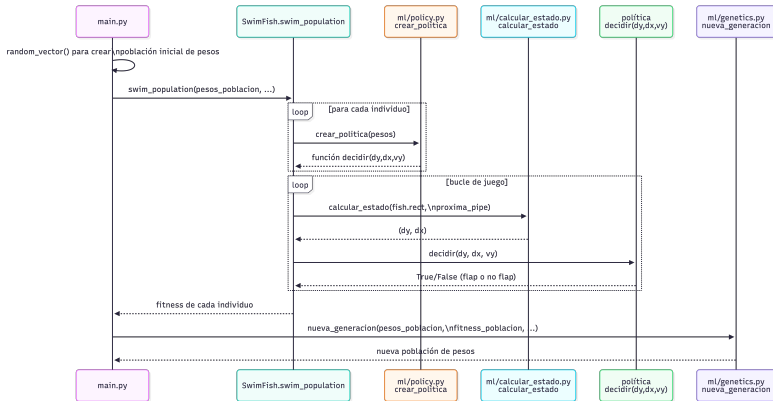 main.py
SwimFish.swim_population
ml/policy.py
crear_politica
ml/calcular_estado.py
calcular_estado
política
decidir(dy,dx,vy)
ml/genetics.py
nueva_generacion
random_vector() para crear\npoblación inicial de pesos
swim_population(pesos_poblacion, ...)
loop
[para cada individuo]
crear_politica(pesos)
función decidir(dy,dx,vy)
loop
[bucle de juego]
calcular_estado(fish.rect,\nproxima_pipe)
(dy, dx)
decidir(dy, dx, vy)
True/False (flap o no flap)
fitness de cada individuo
nueva_generacion(pesos_poblacion,\nfitness_poblacion, ...)
nueva población de pesos
main.py
SwimFish.swim_population
ml/policy.py
crear_politica
ml/calcular_estado.py
calcular_estado
política
decidir(dy,dx,vy)
ml/genetics.py
nueva_generacion